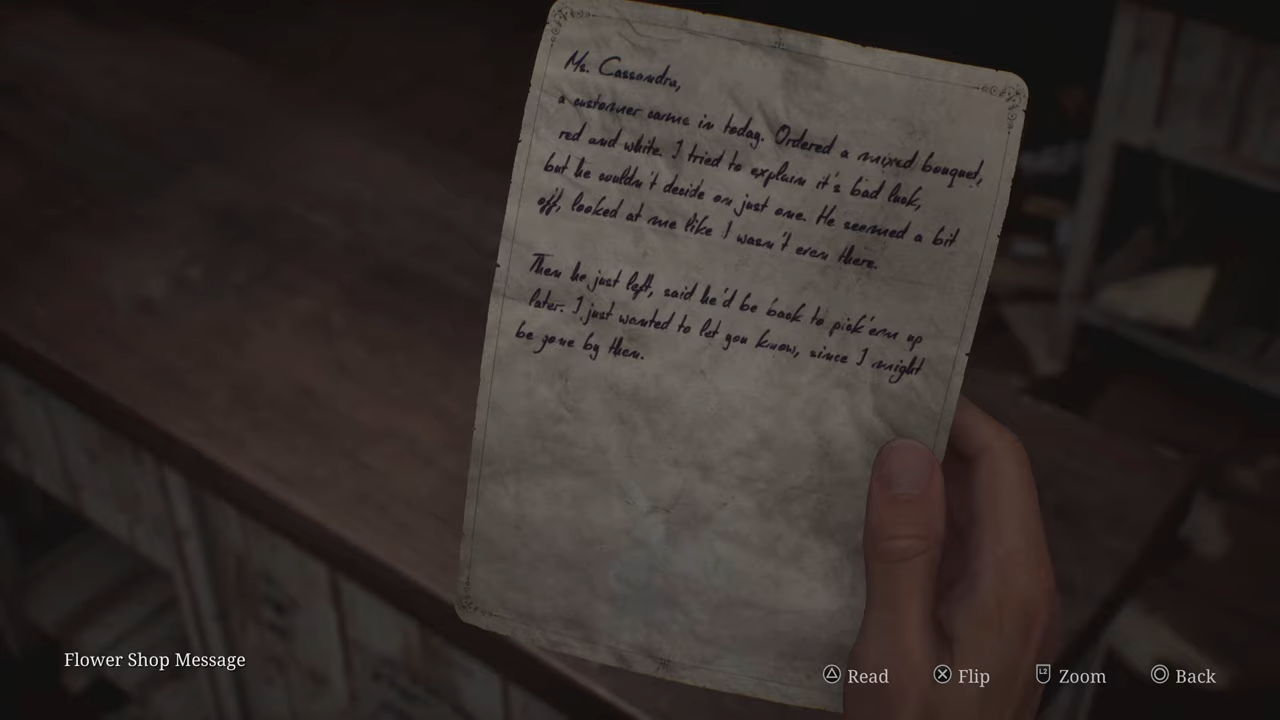 Ms. Cassandra,
a customer came in today. Ordered a mixed bouquet,
red and white. I tried to explain it's bad luck,
but he couldn't decide on just one. He seemed a bit
off, looked at me like I wasn't even there.
Then he just left, said he'd be back to pick'em up
later. I just wanted to let you know, since I might
be gone by then.
Flower Shop Message
Read
Flip
L2
Zoom
Back